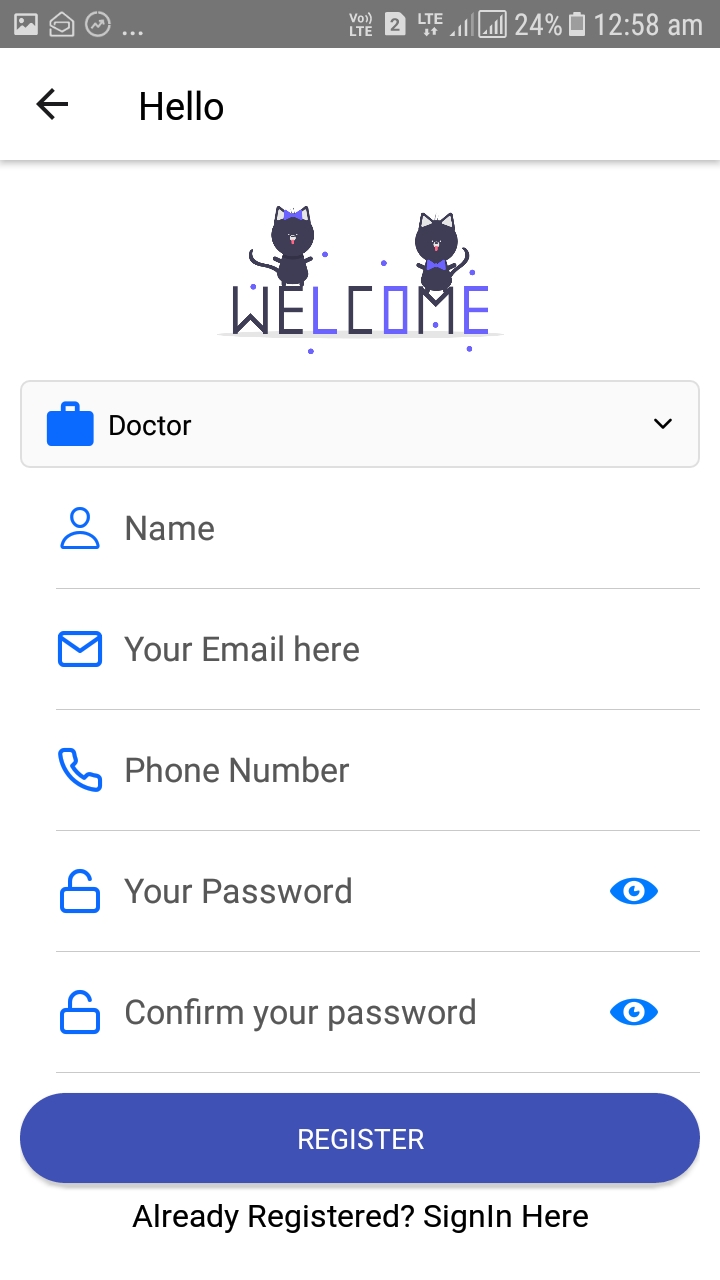 ... Vo)) LTE 2 LTE 24% 12:58 am
Hello
WELCOME
Doctor
Name
Your Email here
Phone Number
Your Password
Confirm your password
REGISTER
Already Registered? SignIn Here